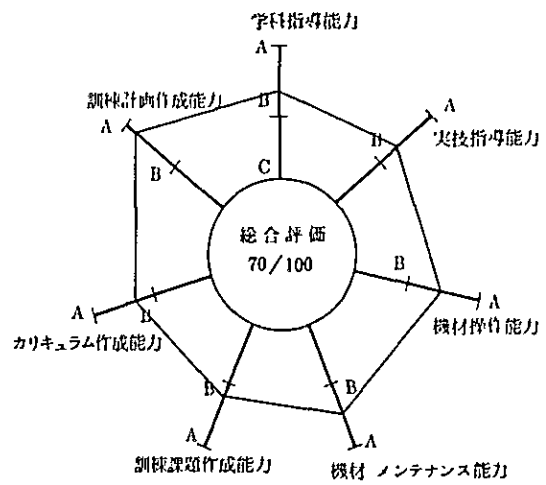 学科指導能力
A
B
C
訓練計画作成能力
A
B
A
B
実技指導能力
総合評価
70/100
B
A
機材操作能力
A
B
カリキュラム作成能力
B
A
訓練課題作成能力
B
A
機材 メンテナンス能力